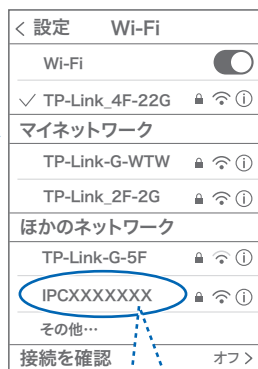 < 設定 Wi-Fi
Wi-Fi
✓ TP-Link_4F-22G
マイネットワーク
TP-Link-G-WTW
TP-Link_2F-2G
ほかのネットワーク
TP-Link-G-5F
IPCXXXXXXX
その他…
接続を確認 オフ >